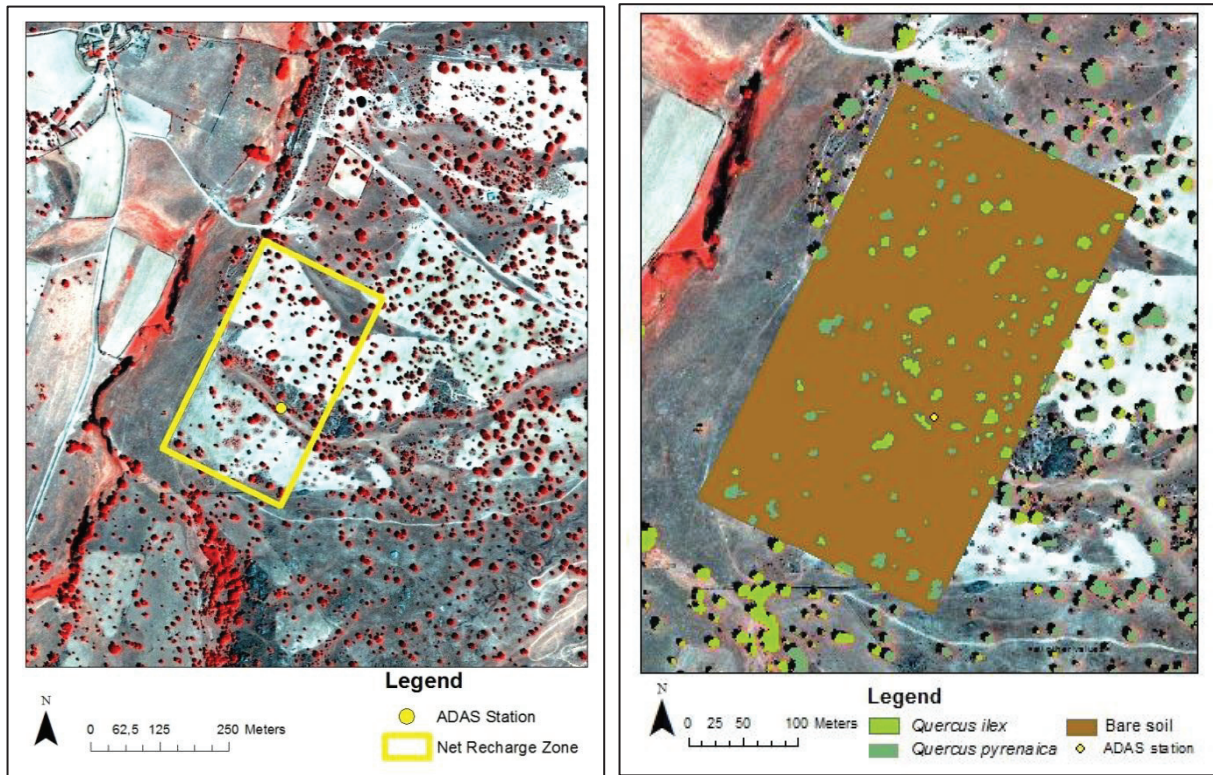 Legend
N
0 62,5 125 250 Meters
ADAS Station
Net Recharge Zone
Legend
N
0 25 50 100 Meters
Quercus ilex
Quercus pyrenaica
Bare soil
ADAS station